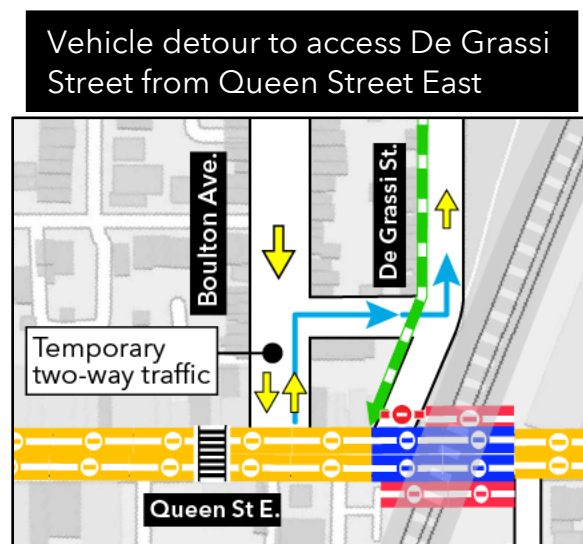 Vehicle detour to access De Grassi
Street from Queen Street East
Boulton Ave.
De Grassi St.
Temporary
two-way traffic
Queen St E.